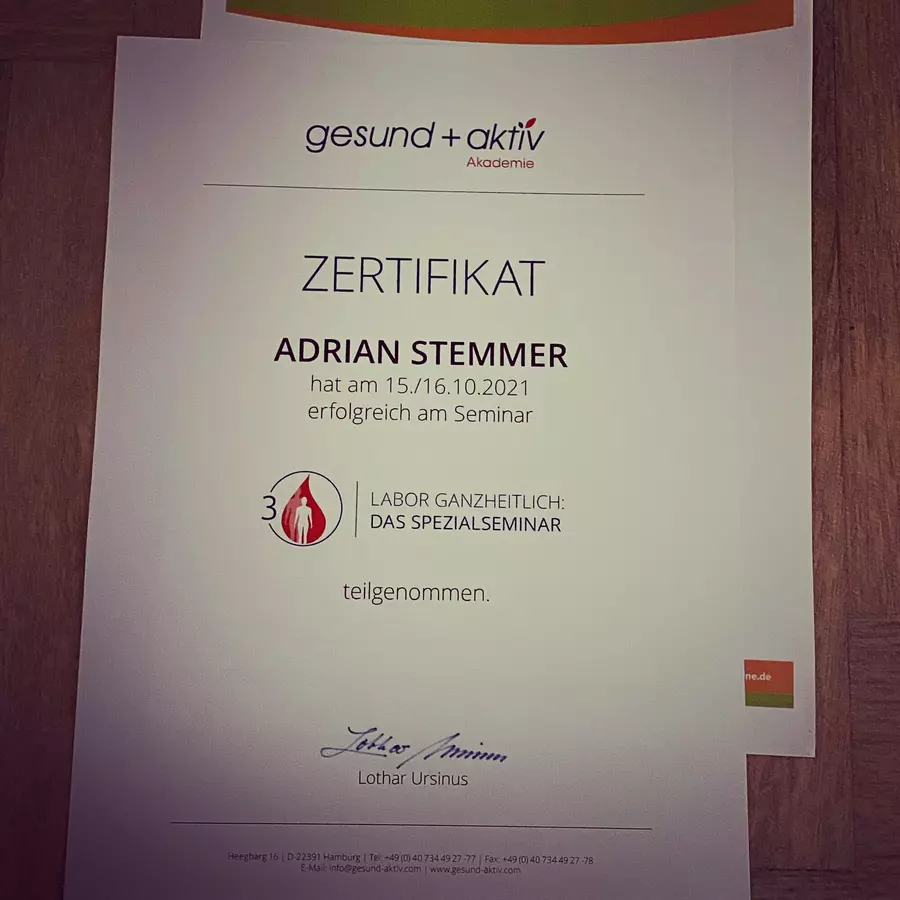 gesund + aktiv
Akademie
ZERTIFIKAT
ADRIAN STEMMER
hat am 15./16.10.2021
erfolgreich am Seminar
3
LABOR GANZHEITLICH:
DAS SPEZIALSEMINAR
teilgenommen.
ne.de
Lothar Ursinus
Lothar Ursinus
Heegbarg 16 | D-22391 Hamburg | Tel: +49 (0) 40 734 49 27 -77 | Fax: +49 (0) 40 734 49 27 -78
E-Mail: info@gesund-aktiv.com | www.gesund-aktiv.com